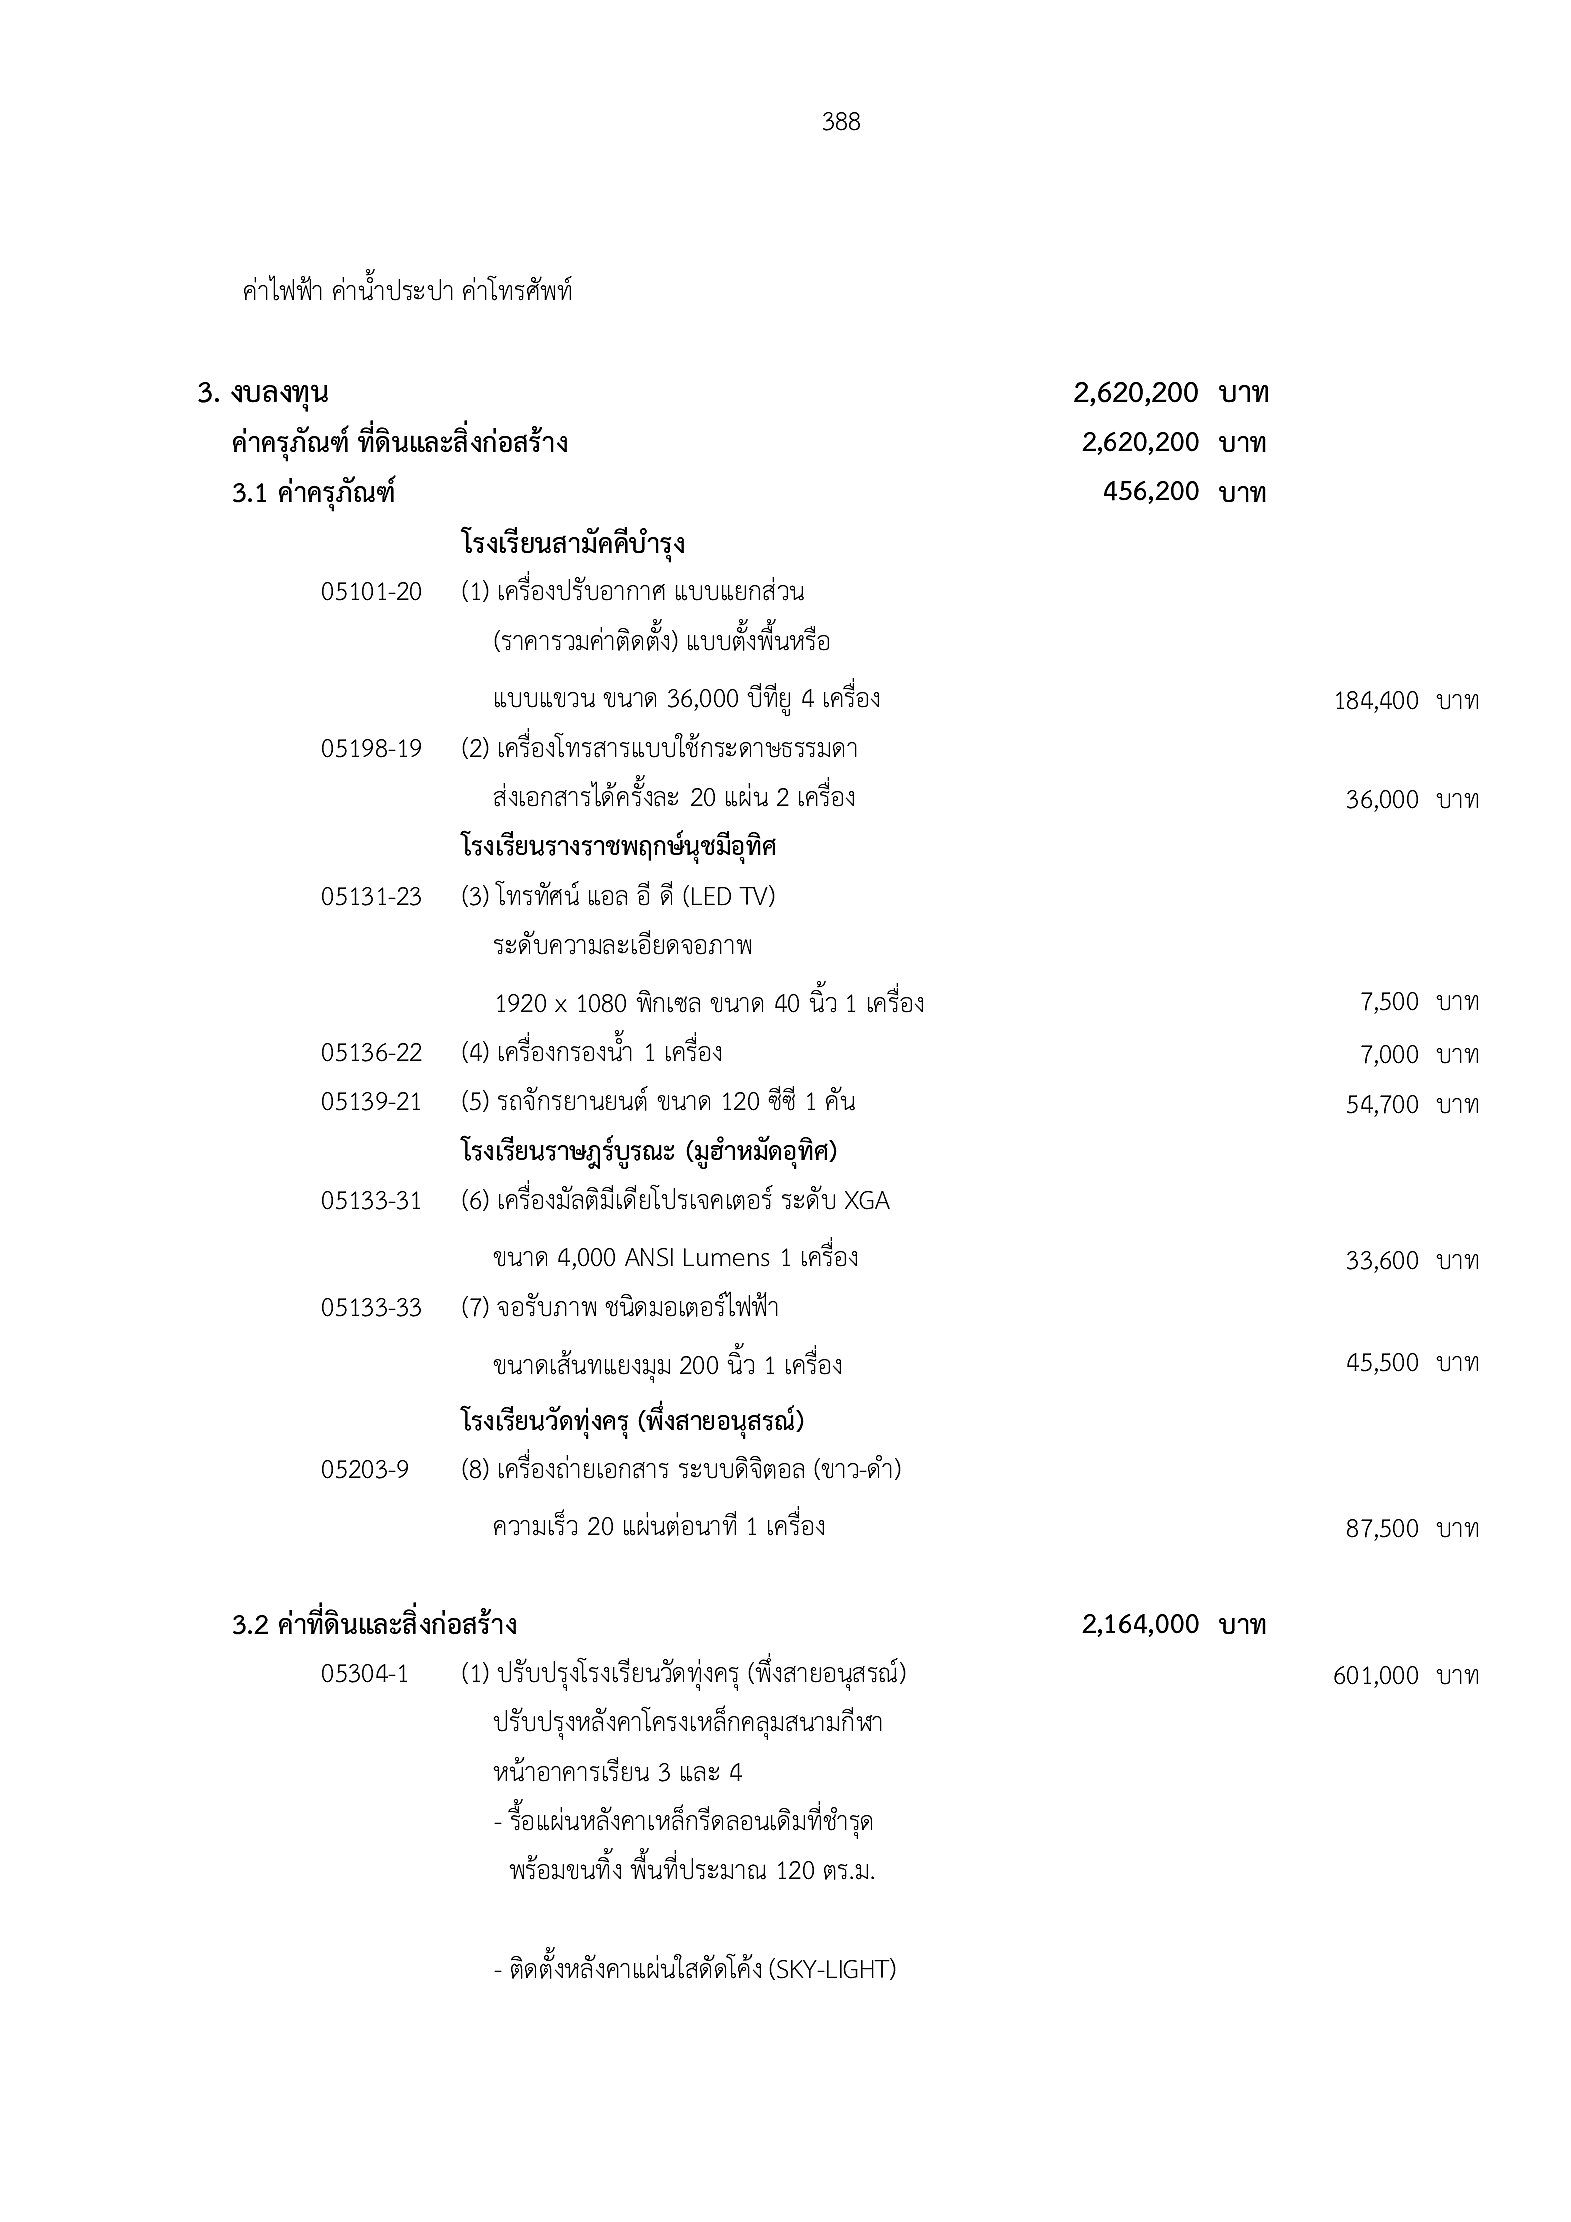 388
ค่าไฟฟ้า ค่าน้ำประปา ค่าโทรศัพท์
3. งบลงทุน 2,620,200 บาท
ค่าครุภัณฑ์ ที่ดินและสิ่งก่อสร้าง 2,620,200 บาท
3.1 ค่าครุภัณฑ์ 456,200 บาท
โรงเรียนสามัคคีบำรุง
05101-20 (1) เครื่องปรับอากาศ แบบแยกส่วน
(ราคารวมค่าติดตั้ง) แบบตั้งพื้นหรือ
แบบแขวน ขนาด 36,000 บีทียู 4 เครื่อง 184,400 บาท
05198-19 (2) เครื่องโทรสารแบบใช้กระดาษธรรมดา
ส่งเอกสารได้ครั้งละ 20 แผ่น 2 เครื่อง 36,000 บาท
โรงเรียนรางราชพฤกษ์นุชมีอุทิศ
05131-23 (3) โทรทัศน์ แอล อี ดี (LED TV)
ระดับความละเอียดจอภาพ
1920 x 1080 พิกเซล ขนาด 40 นิ้ว 1 เครื่อง 7,500 บาท
05136-22 (4) เครื่องกรองน้ำ 1 เครื่อง 7,000 บาท
05139-21 (5) รถจักรยานยนต์ ขนาด 120 ซีซี 1 คัน 54,700 บาท
โรงเรียนราษฎร์บูรณะ (มูฮำหมัดอุทิศ)
05133-31 (6) เครื่องมัลติมีเดียโปรเจคเตอร์ ระดับ XGA
ขนาด 4,000 ANSI Lumens 1 เครื่อง 33,600 บาท
05133-33 (7) จอรับภาพ ชนิดมอเตอร์ไฟฟ้า
ขนาดเส้นทแยงมุม 200 นิ้ว 1 เครื่อง 45,500 บาท
โรงเรียนวัดทุ่งครุ (พึ่งสายอนุสรณ์)
05203-9 (8) เครื่องถ่ายเอกสาร ระบบดิจิตอล (ขาว-ดำ)
ความเร็ว 20 แผ่นต่อนาที 1 เครื่อง 87,500 บาท
3.2 ค่าที่ดินและสิ่งก่อสร้าง 2,164,000 บาท
05304-1 (1) ปรับปรุงโรงเรียนวัดทุ่งครุ (พึ่งสายอนุสรณ์) 601,000 บาท
ปรับปรุงหลังคาโครงเหล็กคลุมสนามกีฬา
หน้าอาคารเรียน 3 และ 4
- รื้อแผ่นหลังคาเหล็กรีดลอนเดิมที่ชำรุด
พร้อมขนทิ้ง พื้นที่ประมาณ 120 ตร.ม.
- ติดตั้งหลังคาแผ่นใสดัดโค้ง (SKY-LIGHT)